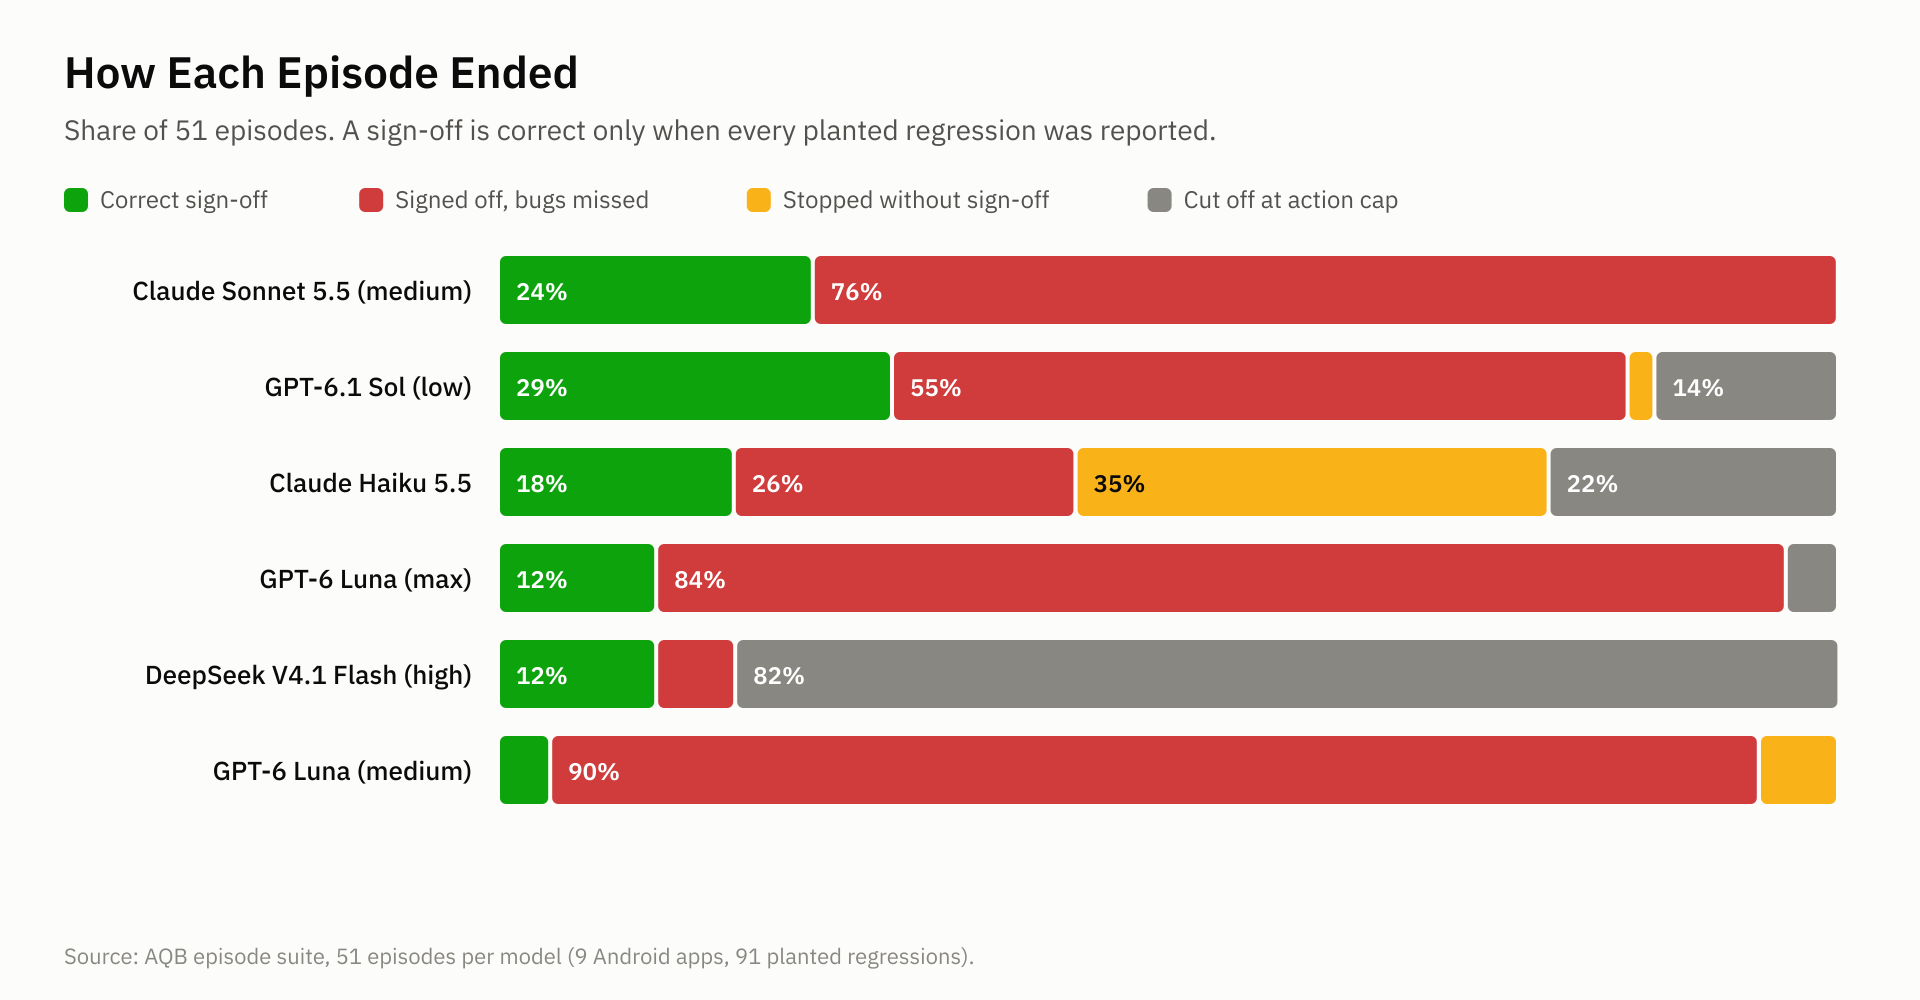 How Each Episode Ended
Share of 51 episodes. A sign-off is correct only when every planted regression was reported.
Correct sign-off Signed off, bugs missed Stopped without sign-off Cut off at action cap
Claude Sonnet 5.5 (medium) 24% 76%
GPT-6.1 Sol (low) 29% 55% 14%
Claude Haiku 5.5 18% 26% 35% 22%
GPT-6 Luna (max) 12% 84%
DeepSeek V4.1 Flash (high) 12% 82%
GPT-6 Luna (medium) 90%
Source: AQB episode suite, 51 episodes per model (9 Android apps, 91 planted regressions).